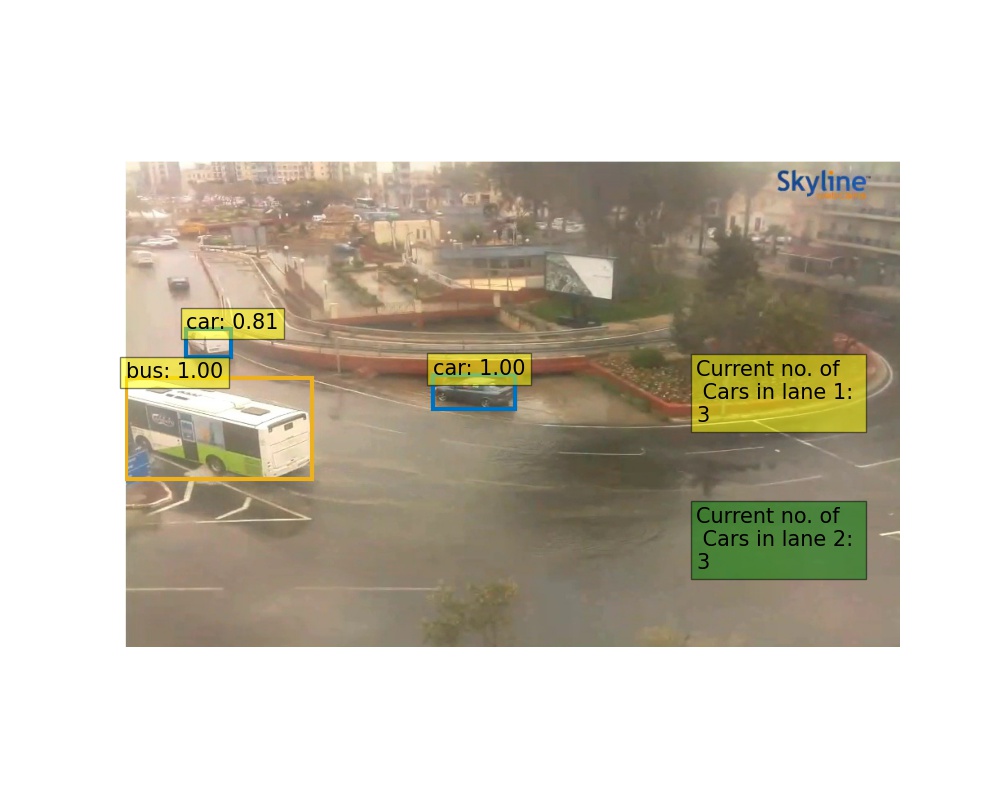 Skyline
car: 0.81
bus: 1.00
car: 1.00
Current no. of
Cars in lane 1:
3
Current no. of
Cars in lane 2:
3